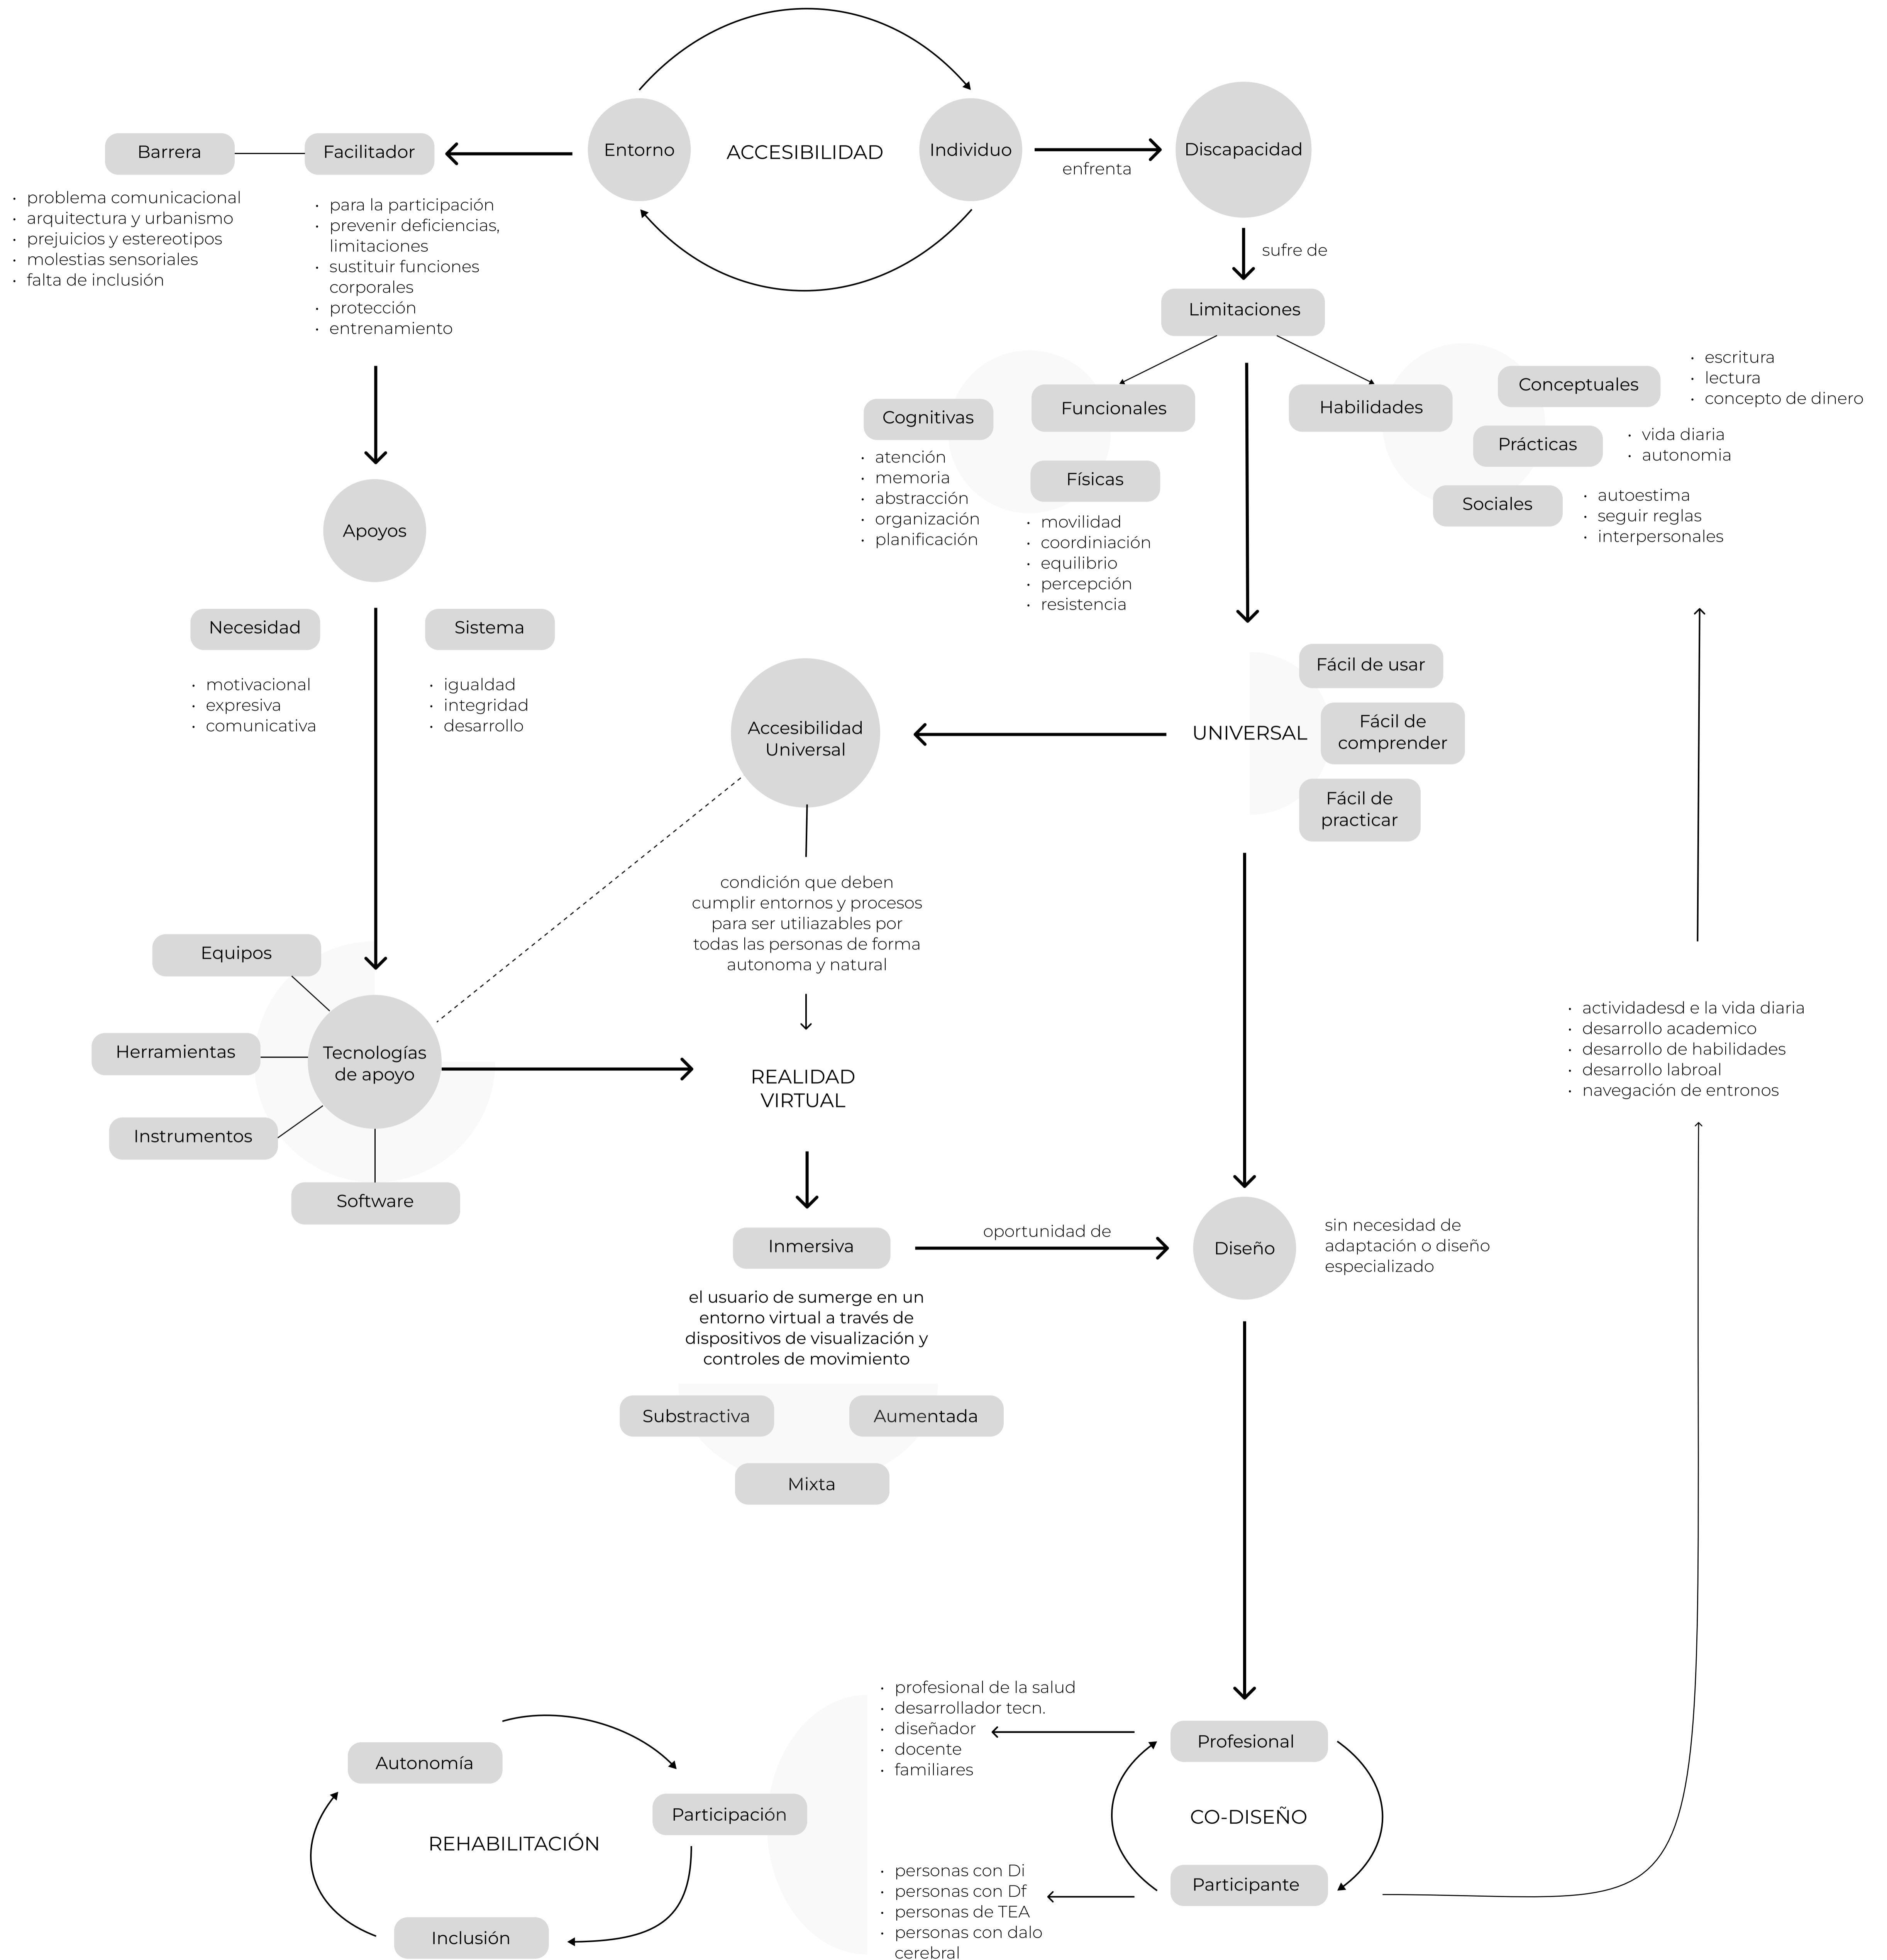 Entorno
ACCESIBILIDAD
Individuo
enfrenta
Discapacidad
Barrera
Facilitador
· problema comunicacional
· arquitectura y urbanismo
· prejuicios y estereotipos
· molestias sensoriales
· falta de inclusión
· para la participación
· prevenir deficiencias,
limitaciones
· sustituir funciones
corporales
· protección
· entrenamiento
sufre de
Limitaciones
Funcionales
Habilidades
Cognitivas
· atención
· memoria
· abstracción
· organización
· planificación
Físicas
· movilidad
· coordiniación
· equilibrio
· percepción
· resistencia
Conceptuales
· escritura
· lectura
· concepto de dinero
Prácticas
· vida diaria
· autonomia
Sociales
· autoestima
· seguir reglas
· interpersonales
Apoyos
Necesidad
· motivacional
· expresiva
· comunicativa
Sistema
· igualdad
· integridad
· desarrollo
Accesibilidad
Universal
UNIVERSAL
Fácil de usar
Fácil de
comprender
Fácil de
practicar
condición que deben
cumplir entornos y procesos
para ser utiliazables por
todas las personas de forma
autonoma y natural
Equipos
Herramientas
Tecnologías
de apoyo
Instrumentos
Software
REALIDAD
VIRTUAL
· actividadesd e la vida diaria
· desarrollo academico
· desarrollo de habilidades
· desarrollo labroal
· navegación de entronos
Inmersiva
oportunidad de
Diseño
sin necesidad de
adaptación o diseño
especializado
el usuario de sumerge en un
entorno virtual a través de
dispositivos de visualización y
controles de movimiento
Substractiva
Aumentada
Mixta
· profesional de la salud
· desarrollador tecn.
· diseñador
· docente
· familiares
Profesional
CO-DISEÑO
Participante
· personas con Di
· personas con Df
· personas de TEA
· personas con dalo
cerebral
Autonomía
Participación
REHABILITACIÓN
Inclusión